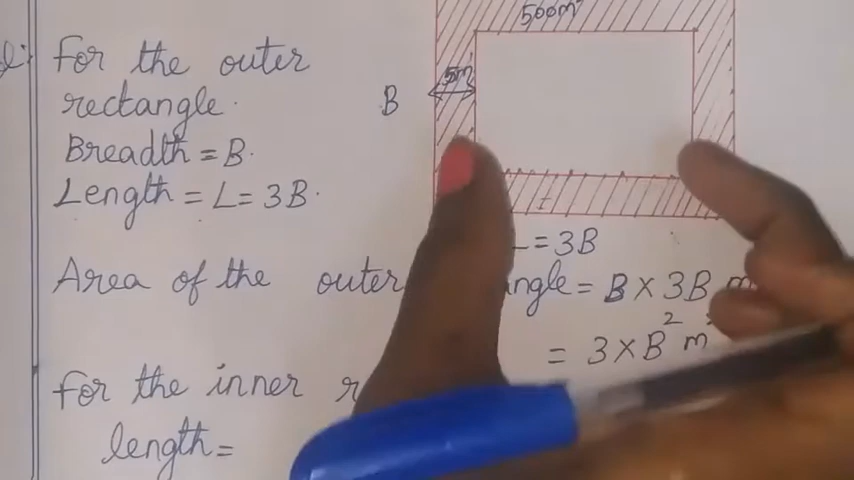 500m²
5m
B
For the outer
rectangle.
Breadth = B.
Length = L = 3B.
= 3B
Area of the outer = B × 3B m
= 3 × B² m²
For the inner
length =